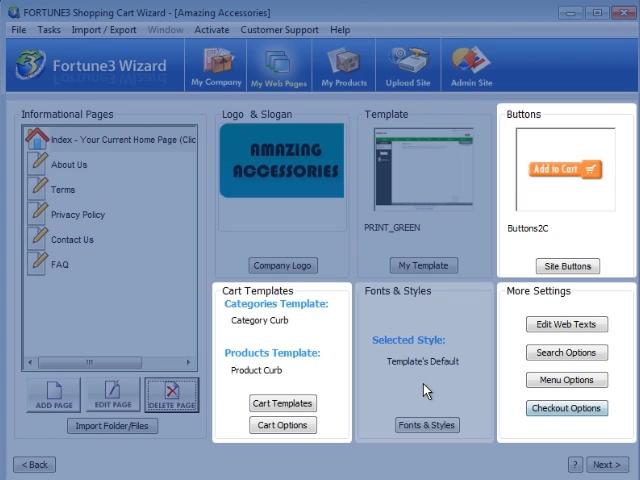 FORTUNE3 Shopping Cart Wizard - [Amazing Accessories]
File Tasks Import / Export Window Activate Customer Support Help
Fortune3 Wizard
My Company
My Web Pages
My Products
Upload Site
Admin Site
Informational Pages
Index - Your Current Home Page (Clic
About Us
Terms
Privacy Policy
Contact Us
FAQ
ADD PAGE
EDIT PAGE
DELETE PAGE
Import Folder/Files
Logo & Slogan
AMAZING
ACCESSORIES
Company Logo
Template
PRINT_GREEN
My Template
Buttons
Add to Cart
Buttons2C
Site Buttons
Cart Templates
Categories Template:
Category Curb
Products Template:
Product Curb
Cart Templates
Cart Options
Fonts & Styles
Selected Style:
Template's Default
Fonts & Styles
More Settings
Edit Web Texts
Search Options
Menu Options
Checkout Options
< Back
?
Next >